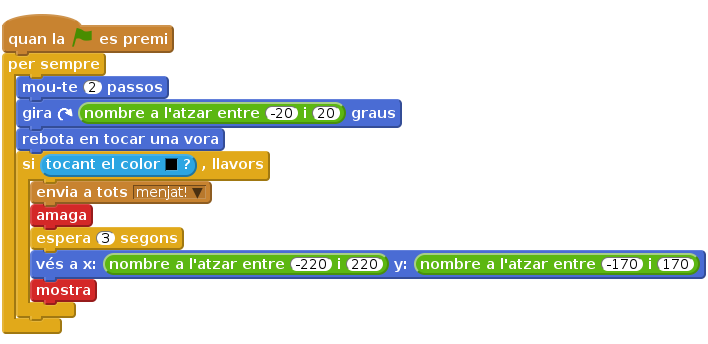 quan la es premi
per sempre
mou-te 2 passos
gira nombre a l'atzar entre -20 i 20 graus
rebota en tocar una vora
si tocant el color ? , llavors
envia a tots menjat!
amaga
espera 3 segons
vés a x: nombre a l'atzar entre -220 i 220 y: nombre a l'atzar entre -170 i 170
mostra